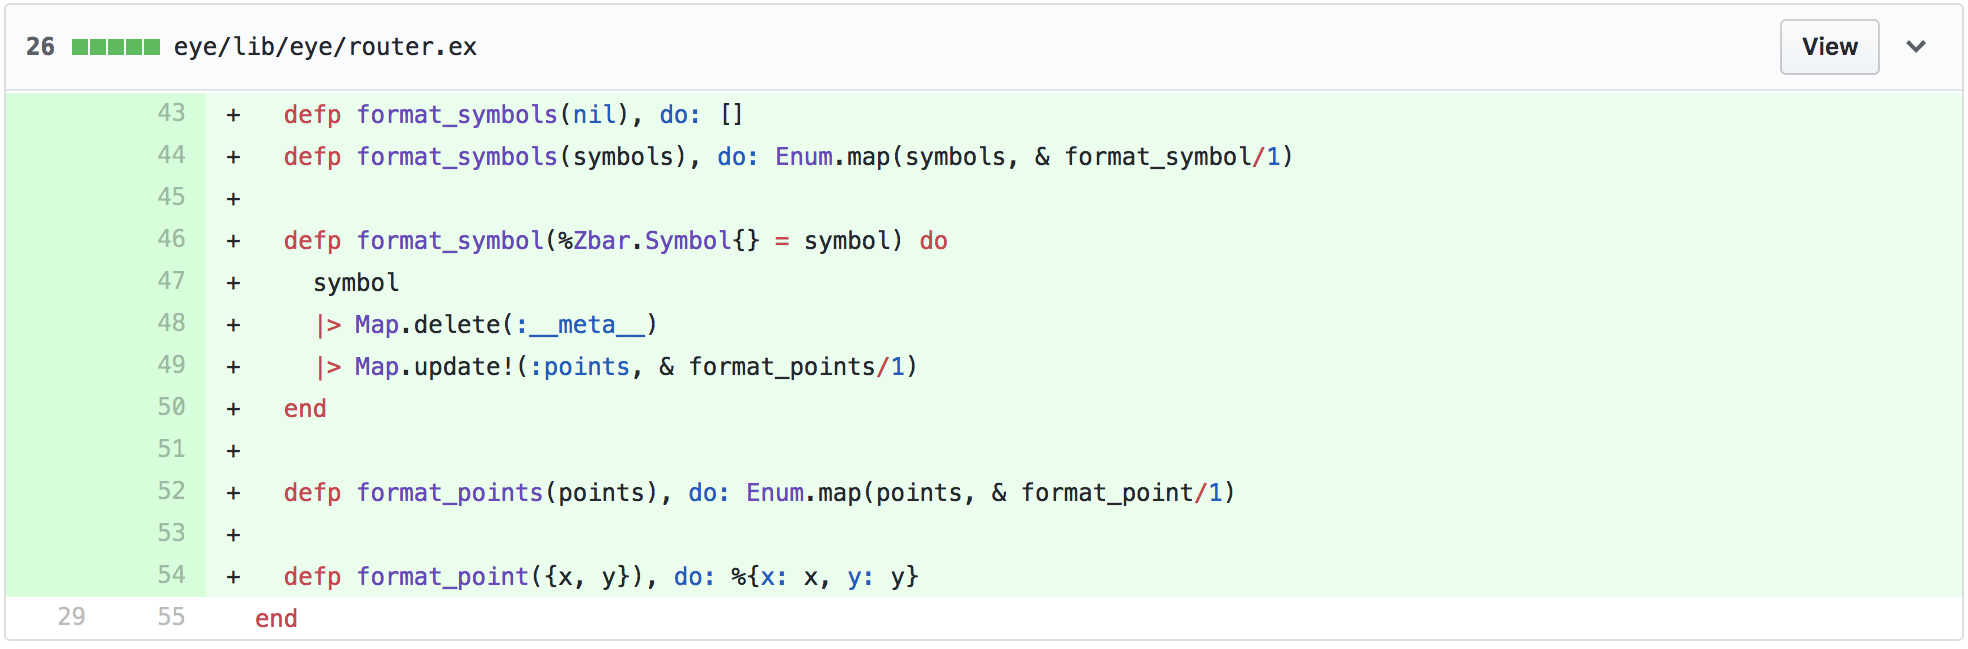 26 eye/lib/eye/router.ex View
43 + defp format_symbols(nil), do: []
44 + defp format_symbols(symbols), do: Enum.map(symbols, & format_symbol/1)
45 +
46 + defp format_symbol(%Zbar.Symbol{} = symbol) do
47 + symbol
48 + |> Map.delete(:__meta__)
49 + |> Map.update!(:points, & format_points/1)
50 + end
51 +
52 + defp format_points(points), do: Enum.map(points, & format_point/1)
53 +
54 + defp format_point({x, y}), do: %{x: x, y: y}
29 55 end